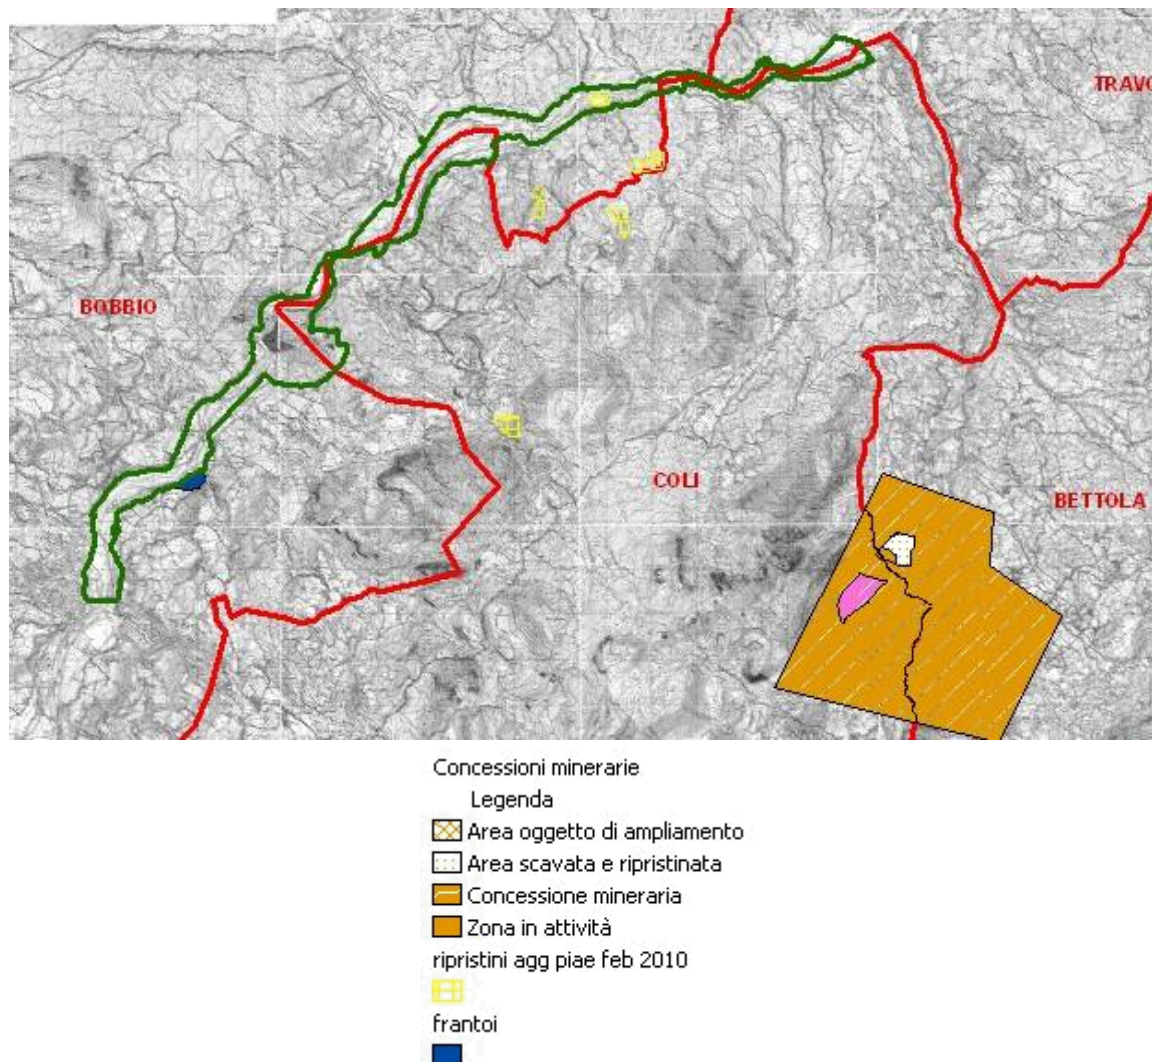 TRAVO
BOBBIO
COLI
BETTOLA
Concessioni minerarie
Legenda
Area oggetto di ampliamento
Area scavata e ripristinata
Concessione mineraria
Zona in attività
ripristini agg piae feb 2010
frantoi